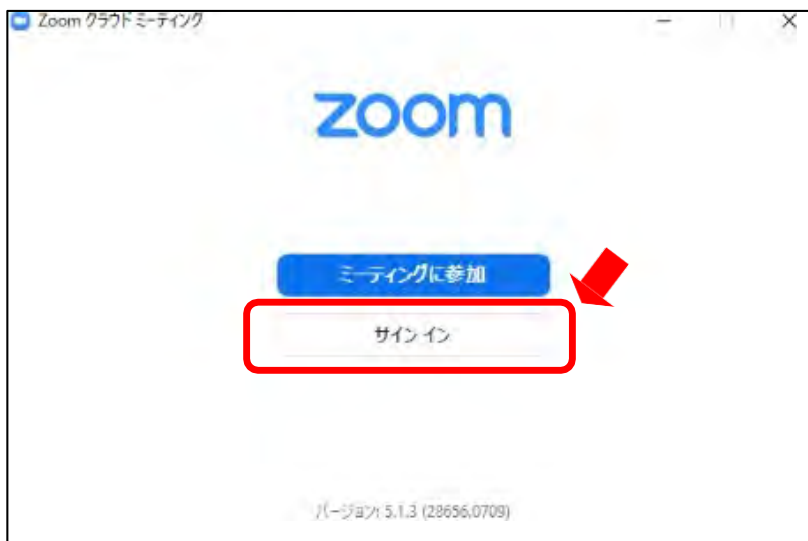 Zoom クラウド ミーティング
zoom
ミーティングに参加
サイン イン
バージョン: 5.1.3 (28656.0709)